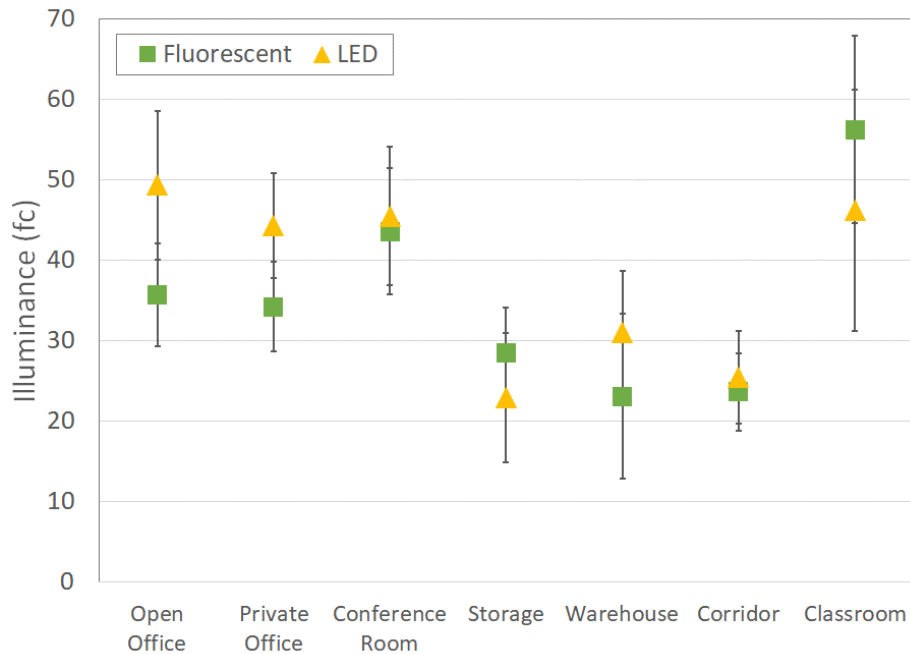 70
60
50
40
30
20
10
0
Illuminance (fc)
Fluorescent LED
Open Office
Private Office
Conference Room
Storage
Warehouse
Corridor
Classroom